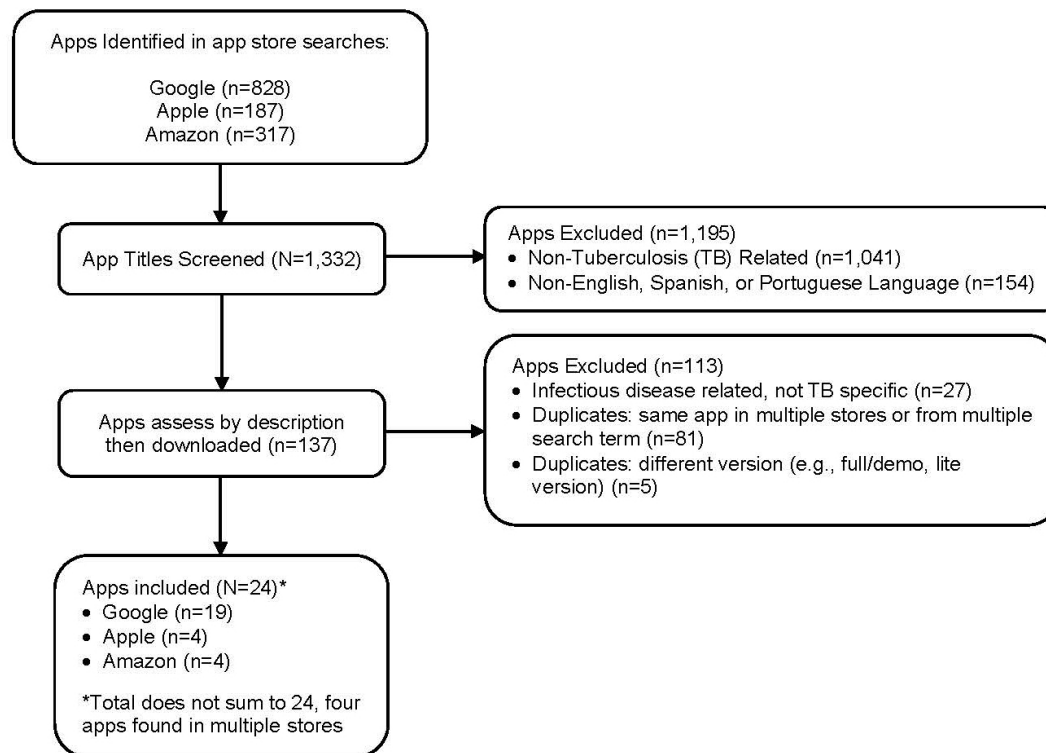 Apps Identified in app store searches:
Google (n=828)
Apple (n=187)
Amazon (n=317)
App Titles Screened (N=1,332)
Apps Excluded (n=1,195)
• Non-Tuberculosis (TB) Related (n=1,041)
• Non-English, Spanish, or Portuguese Language (n=154)
Apps assess by description
then downloaded (n=137)
Apps Excluded (n=113)
• Infectious disease related, not TB specific (n=27)
• Duplicates: same app in multiple stores or from multiple
search term (n=81)
• Duplicates: different version (e.g., full/demo, lite
version) (n=5)
Apps included (N=24)*
• Google (n=19)
• Apple (n=4)
• Amazon (n=4)
*Total does not sum to 24, four
apps found in multiple stores